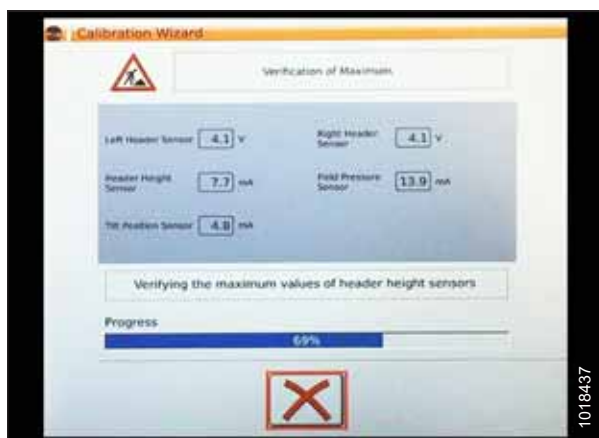 Calibration Wizard
Verification of Maximum
Left Header Sensor 4.1 V
Right Header Sensor 4.1 V
Header Height Sensor 7.7 mA
Field Pressure Sensor 13.9 mA
Tilt Position Sensor 4.8 mA
Verifying the maximum values of header height sensors
Progress
69%
1018437